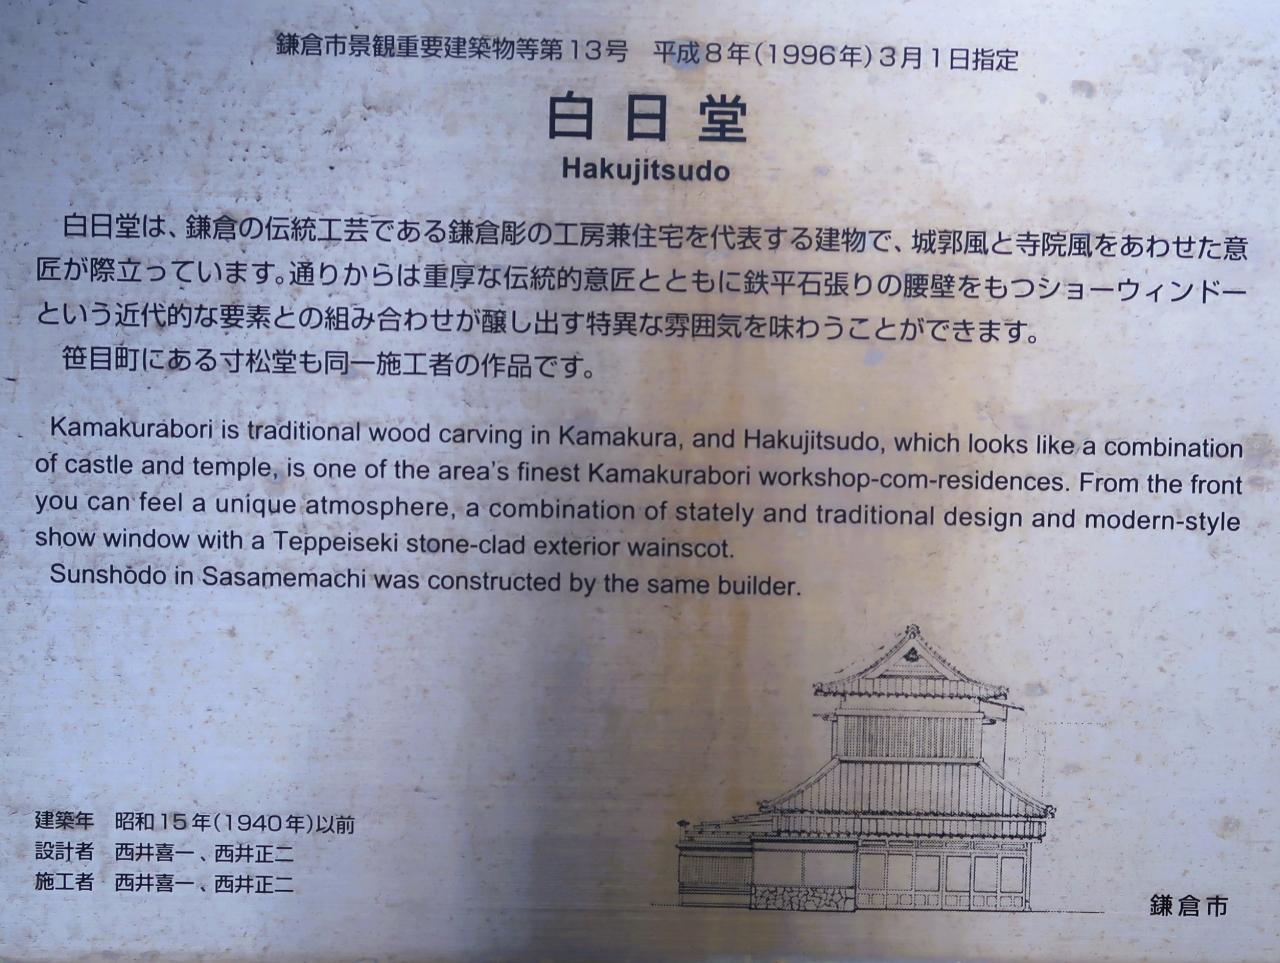 鎌倉市景観重要建築物等第13号　平成8年(1996年)3月1日指定
白日堂
Hakujitsudo
白日堂は、鎌倉の伝統工芸である鎌倉彫の工房兼住宅を代表する建物で、城郭風と寺院風をあわせた意
匠が際立っています。通りからは重厚な伝統的意匠とともに鉄平石張りの腰壁をもつショーウィンドー
という近代的な要素との組み合わせが醸し出す特異な雰囲気を味わうことができます。
笹目町にある寸松堂も同一施工者の作品です。
Kamakurabori is traditional wood carving in Kamakura, and Hakujitsudo, which looks like a combination
of castle and temple, is one of the area's finest Kamakurabori workshop-com-residences. From the front
you can feel a unique atmosphere, a combination of stately and traditional design and modern-style
show window with a Teppeiseki stone-clad exterior wainscot.
Sunshōdo in Sasamemachi was constructed by the same builder.
建築年　昭和15年(1940年)以前
設計者　西井喜一、西井正二
施工者　西井喜一、西井正二
鎌倉市